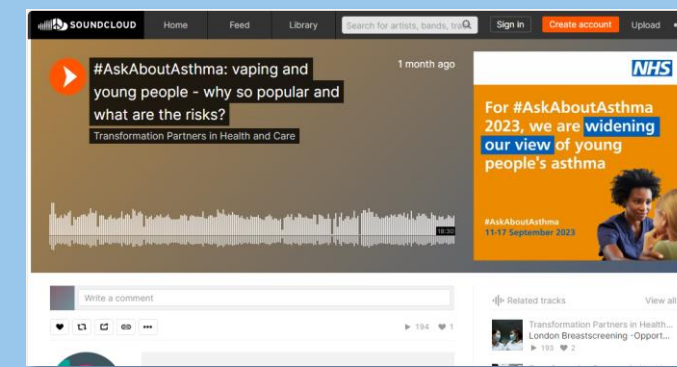 SOUNDCLOUD
Home
Feed
Library
Search for artists, bands, tra
Sign in
Create account
Upload
#AskAboutAsthma: vaping and
young people - why so popular and
what are the risks?
Transformation Partners in Health and Care
1 month ago
18:30
NHS
For #AskAboutAsthma
2023, we are widening
our view of young
people's asthma
#AskAboutAsthma
11-17 September 2023
Write a comment
194
1
Related tracks
View all
Transformation Partners in Health...
London Breastscreening -Opport...
193
2